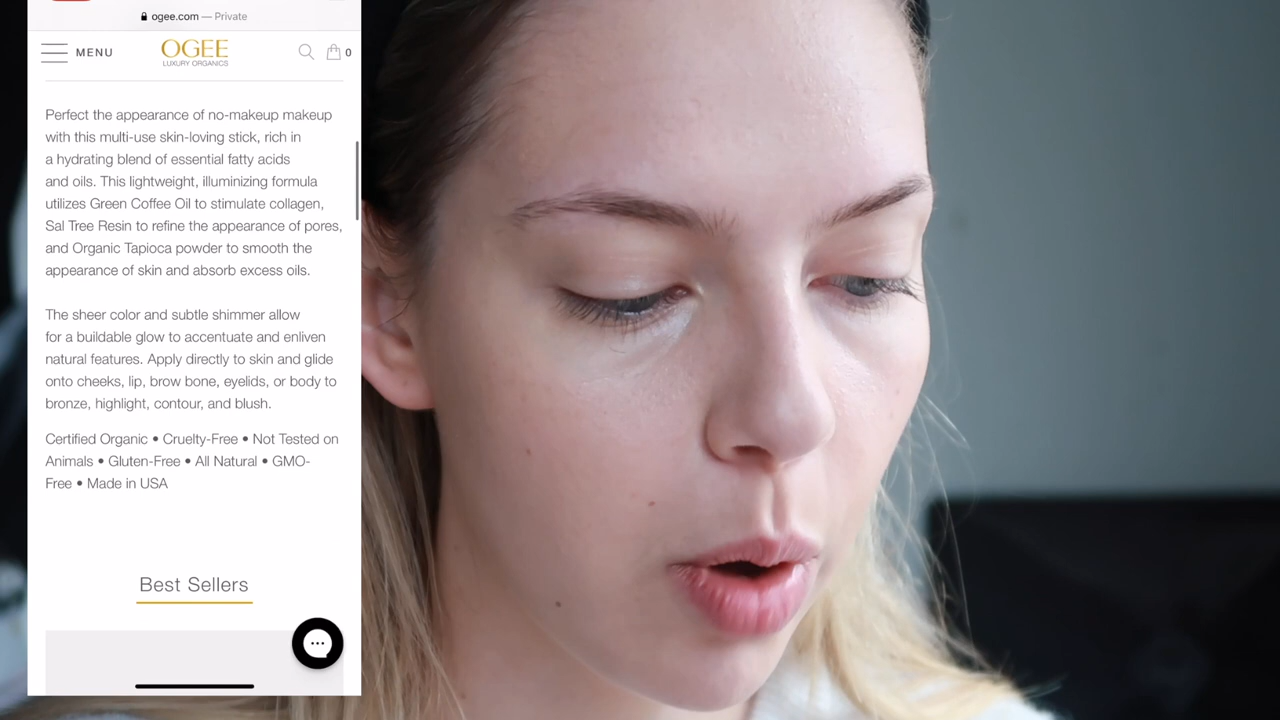 ogee.com — Private
MENU
OGEE
LUXURY ORGANICS
0
Perfect the appearance of no-makeup makeup
with this multi-use skin-loving stick, rich in
a hydrating blend of essential fatty acids
and oils. This lightweight, illuminizing formula
utilizes Green Coffee Oil to stimulate collagen,
Sal Tree Resin to refine the appearance of pores,
and Organic Tapioca powder to smooth the
appearance of skin and absorb excess oils.
The sheer color and subtle shimmer allow
for a buildable glow to accentuate and enliven
natural features. Apply directly to skin and glide
onto cheeks, lip, brow bone, eyelids, or body to
bronze, highlight, contour, and blush.
Certified Organic • Cruelty-Free • Not Tested on
Animals • Gluten-Free • All Natural • GMO-
Free • Made in USA
Best Sellers